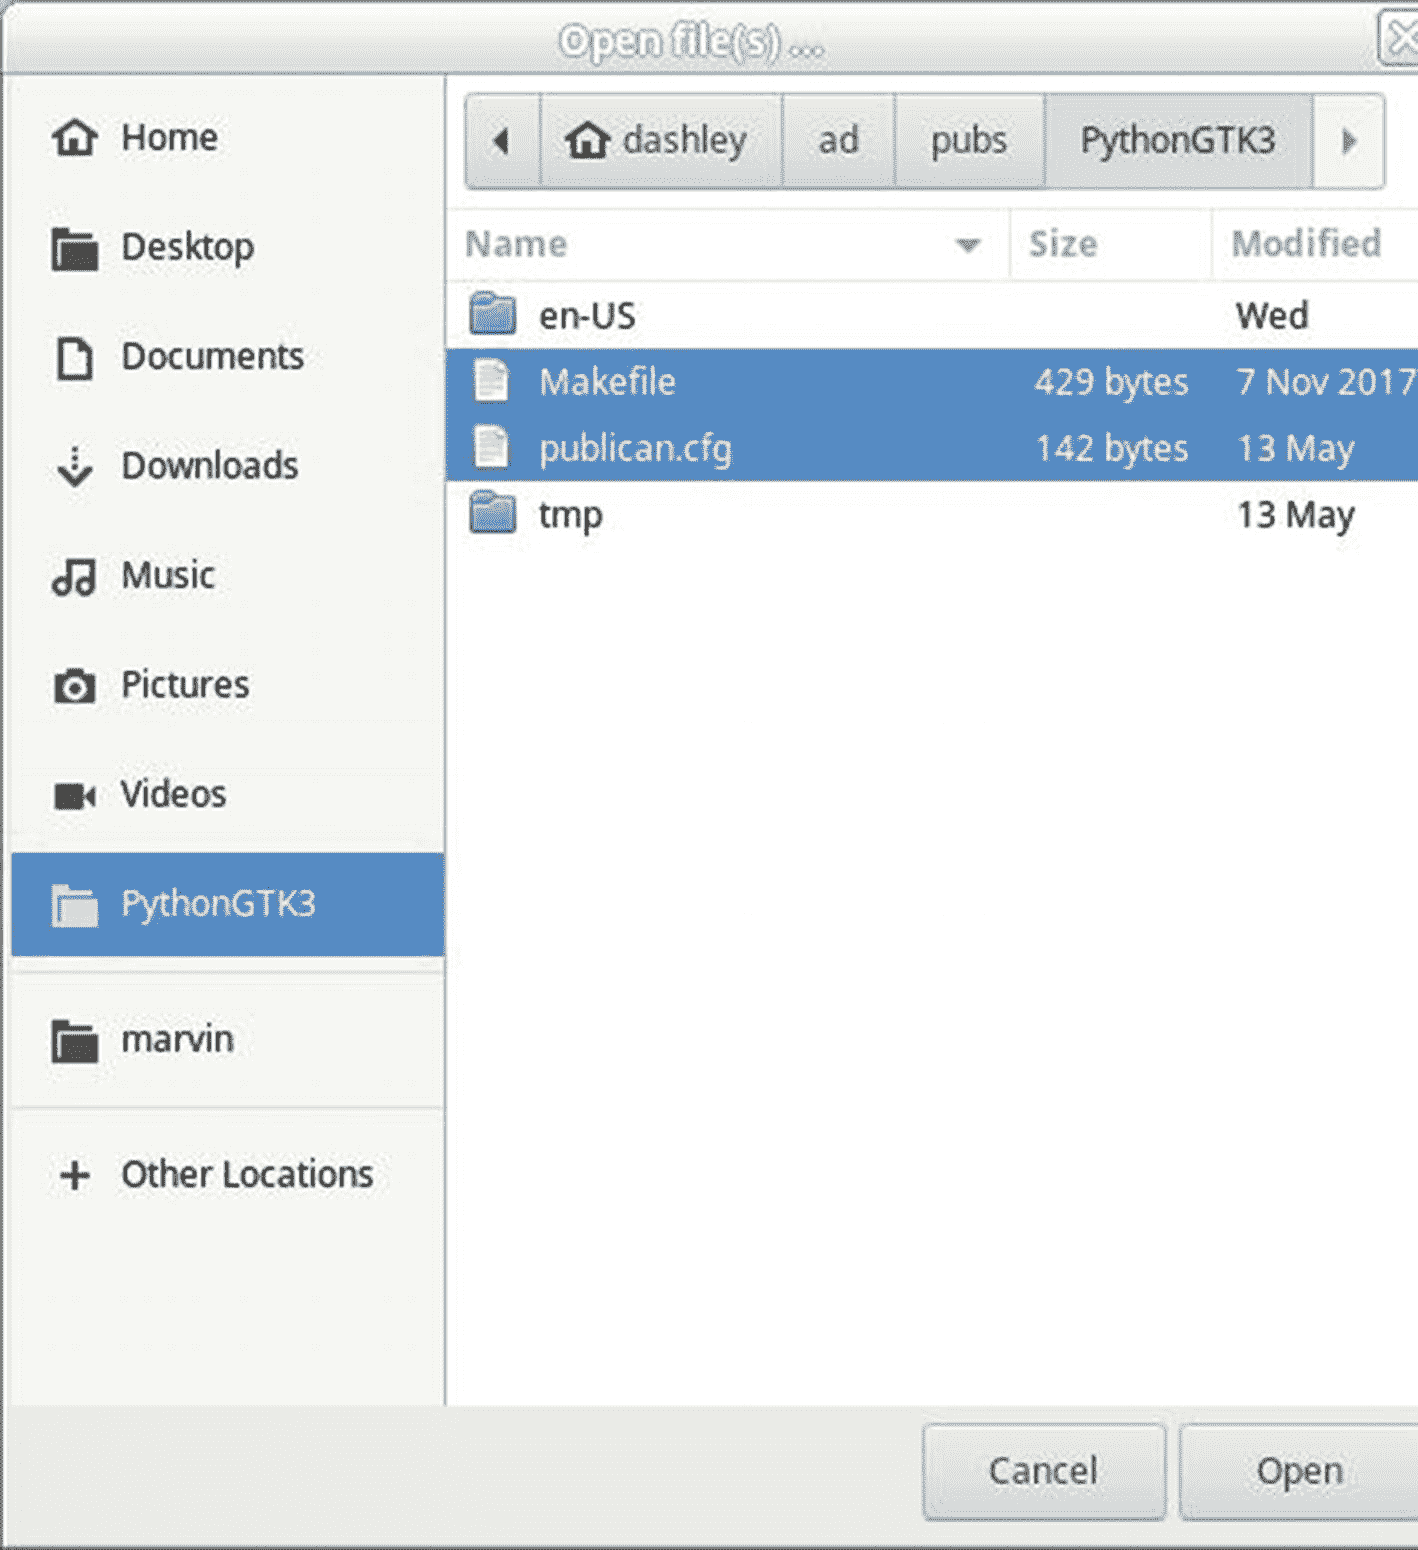 Open file(s) ...
Home
Desktop
Documents
Downloads
Music
Pictures
Videos
PythonGTK3
marvin
Other Locations
dashley ad pubs PythonGTK3
Name Size Modified
en-US Wed
Makefile 429 bytes 7 Nov 2017
publican.cfg 142 bytes 13 May
tmp 13 May
Cancel Open